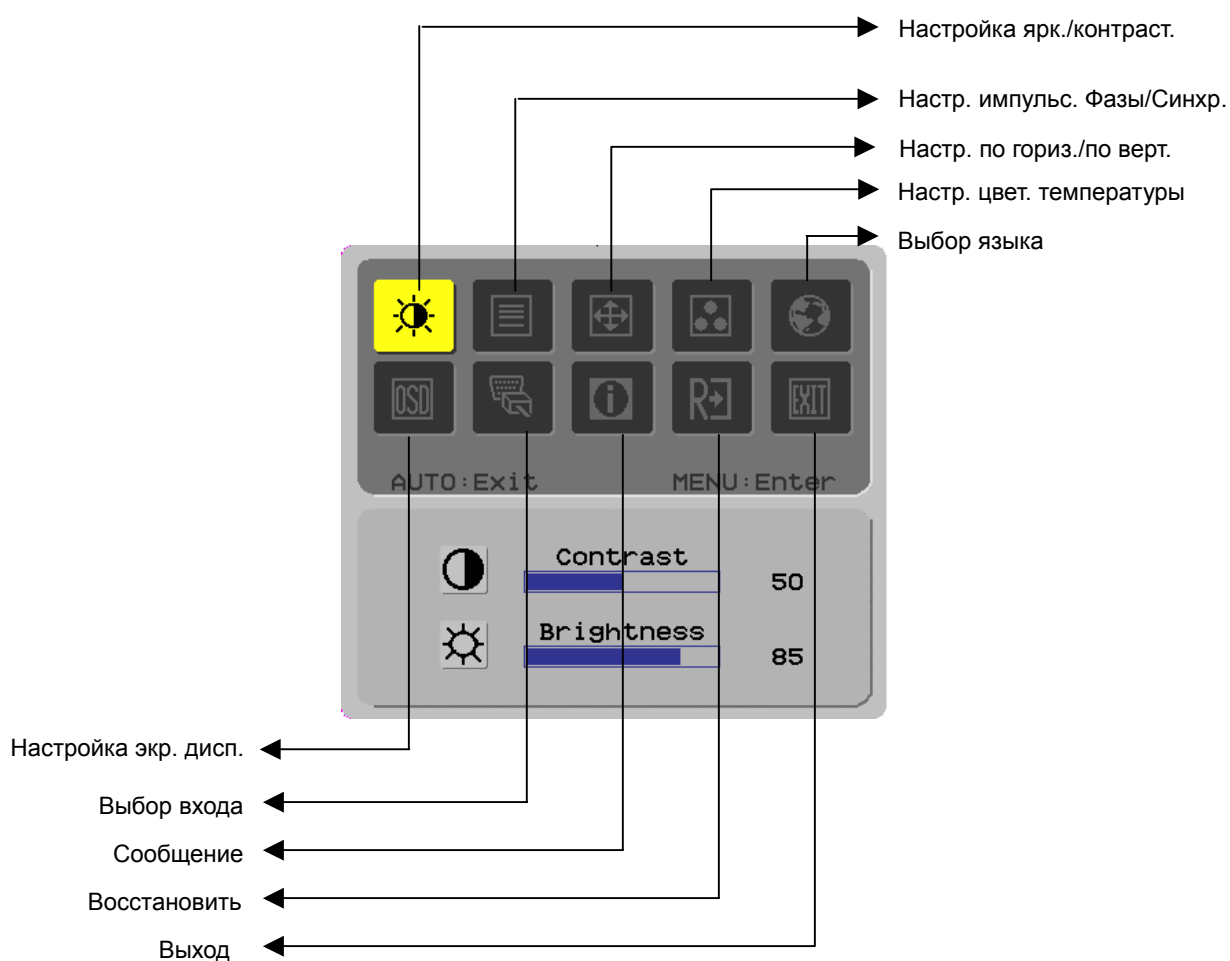 Настройка ярк./контраст.
Настр. импульс. Фазы/Синхр.
Настр. по гориз./по верт.
Настр. цвет. температуры
Выбор языка
OSD
R
EXIT
AUTO:Exit MENU:Enter
Contrast
50
Brightness
85
Настройка экр. дисп.
Выбор входа
Сообщение
Восстановить
Выход